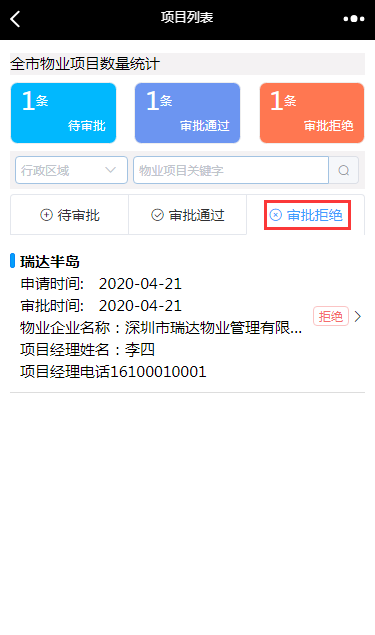 项目列表
全市物业项目数量统计
1条
待审批
1条
审批通过
1条
审批拒绝
行政区域
物业项目关键字
待审批
审批通过
审批拒绝
瑞达半岛
申请时间: 2020-04-21
审批时间: 2020-04-21
物业企业名称：深圳市瑞达物业管理有限...
拒绝
项目经理姓名：李四
项目经理电话16100010001